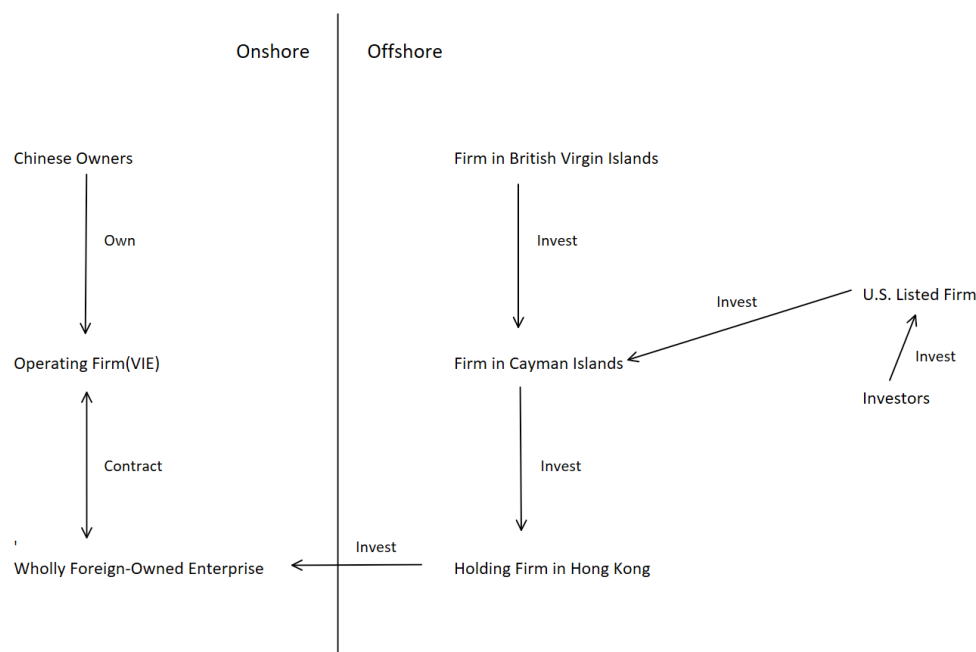 Onshore
Offshore
Chinese Owners
Firm in British Virgin Islands
Own
Invest
U.S. Listed Firm
Invest
Invest
Operating Firm(VIE)
Firm in Cayman Islands
Investors
Contract
Invest
'
Invest
Wholly Foreign-Owned Enterprise
Holding Firm in Hong Kong